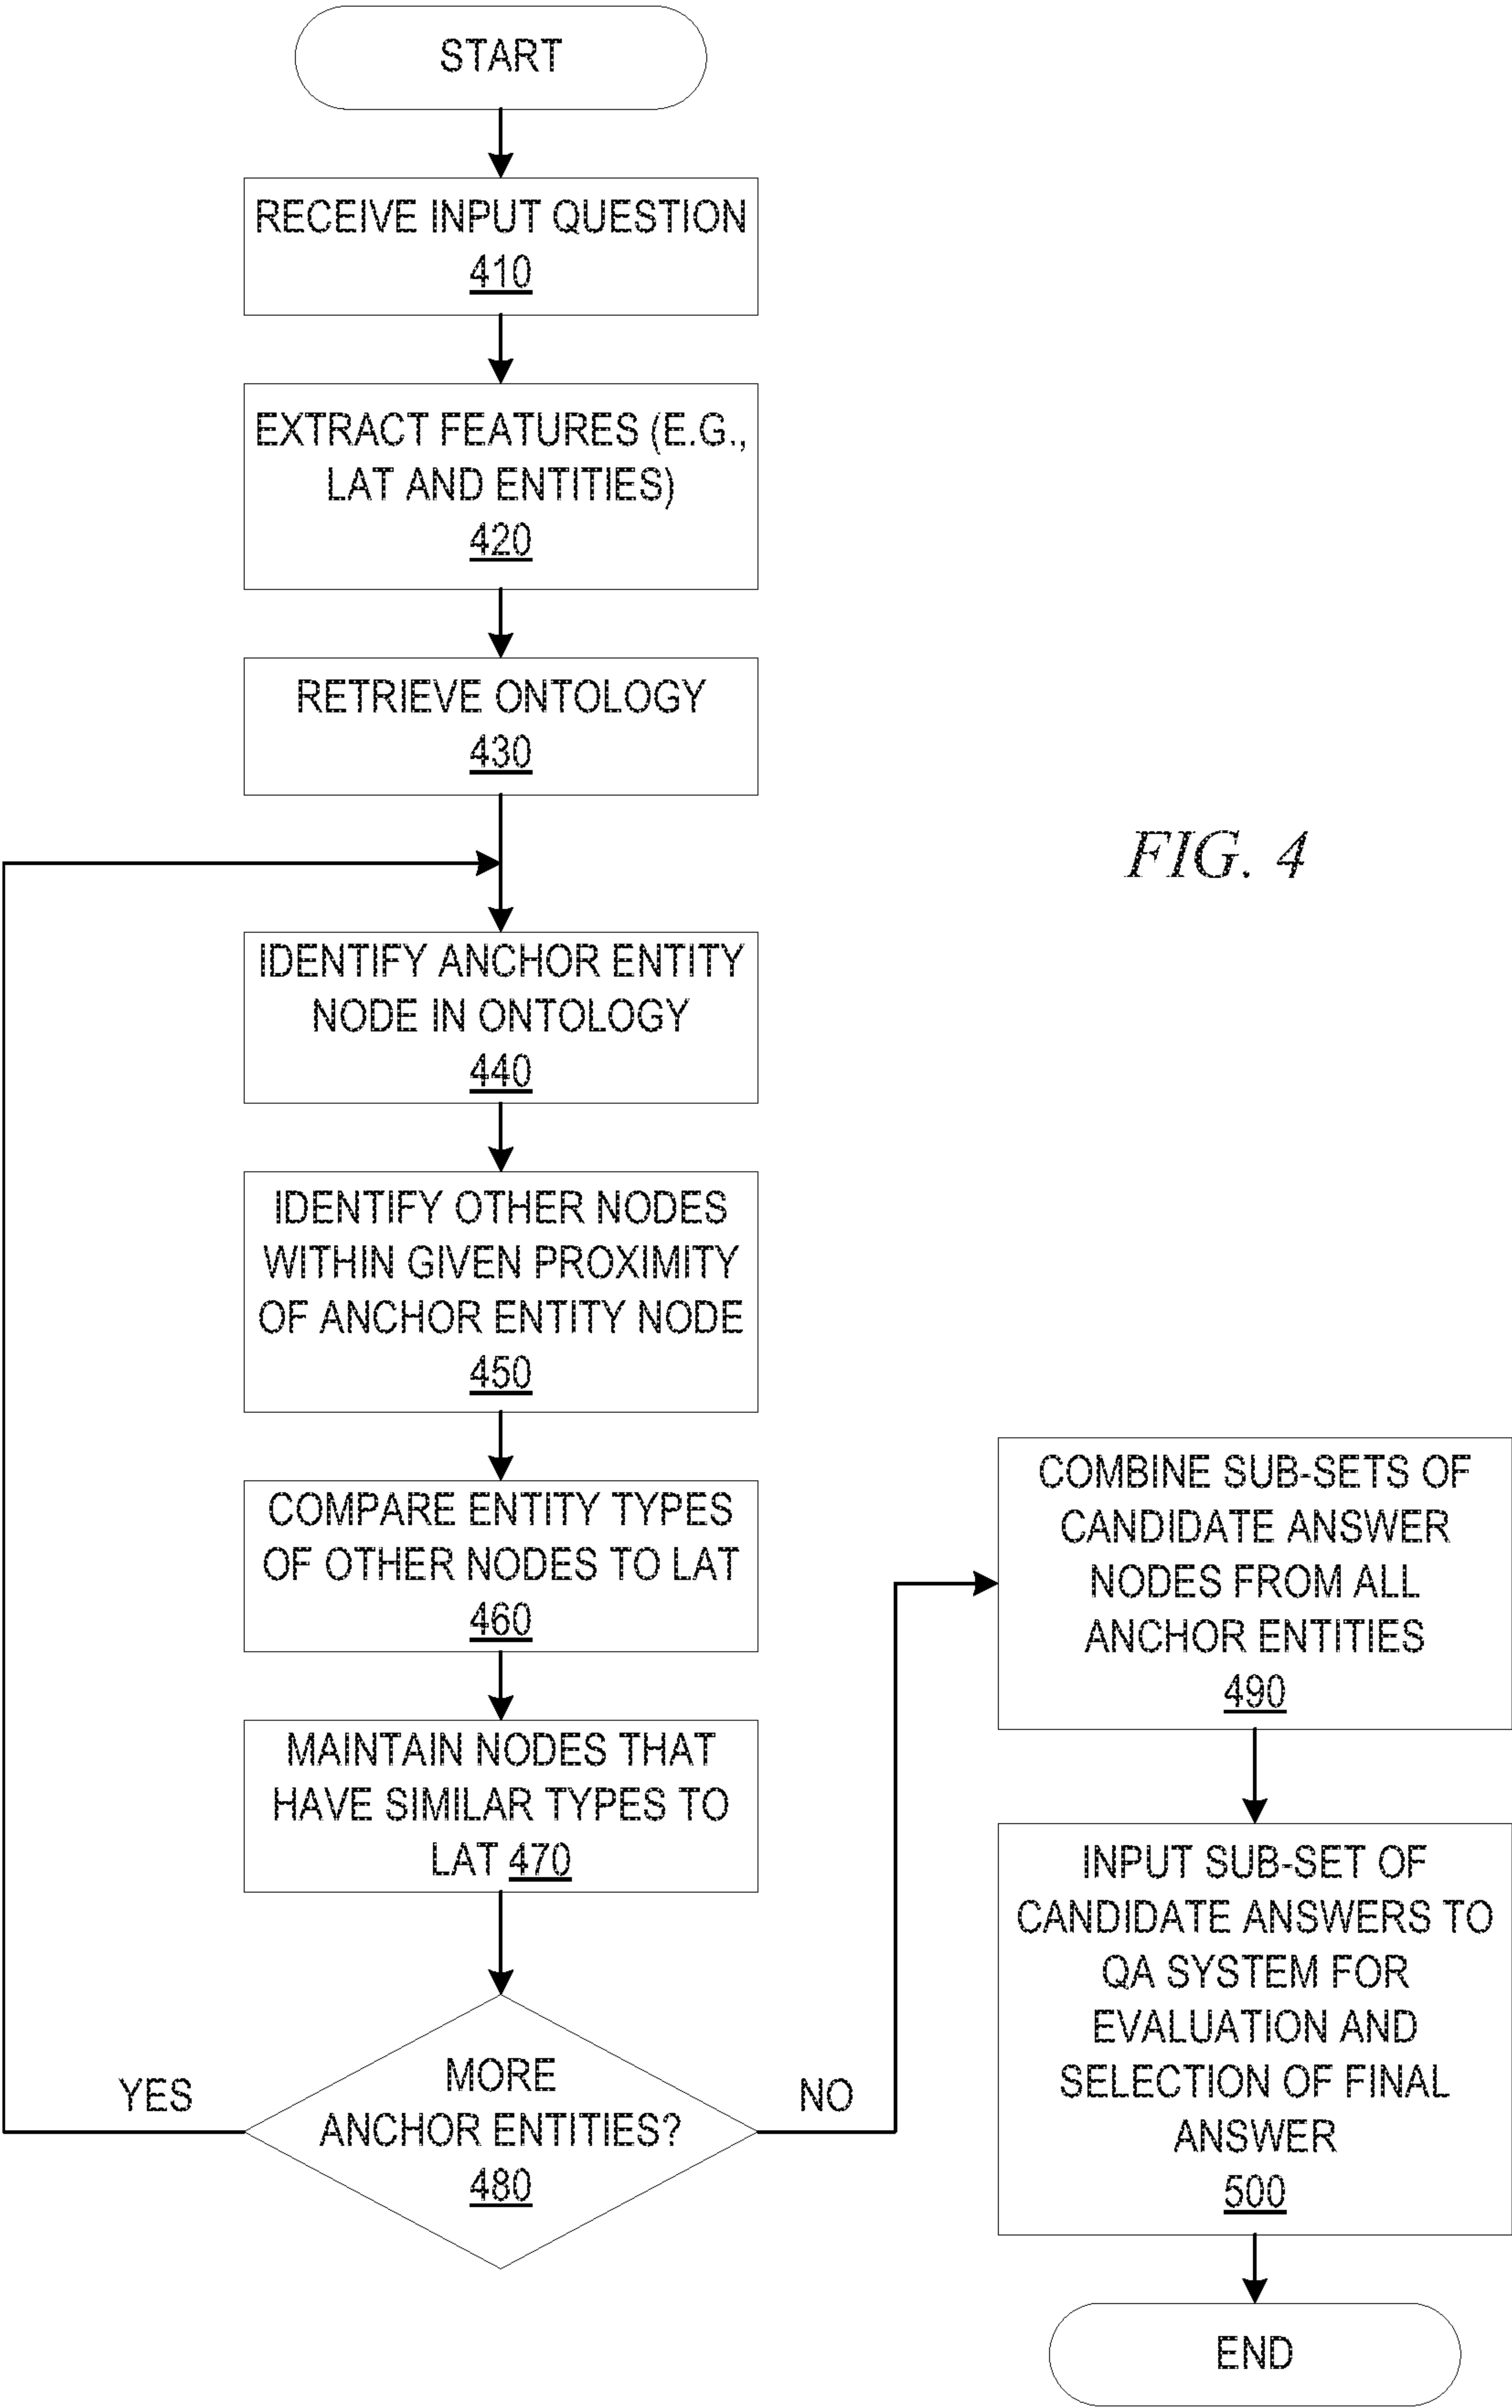 START
RECEIVE INPUT QUESTION
410
EXTRACT FEATURES (E.G.,
LAT AND ENTITIES)
420
RETRIEVE ONTOLOGY
430
FIG. 4
IDENTIFY ANCHOR ENTITY
NODE IN ONTOLOGY
440
IDENTIFY OTHER NODES
WITHIN GIVEN PROXIMITY
OF ANCHOR ENTITY NODE
450
COMPARE ENTITY TYPES
OF OTHER NODES TO LAT
460
MAINTAIN NODES THAT
HAVE SIMILAR TYPES TO
LAT 470
MORE
ANCHOR ENTITIES?
480
YES
NO
COMBINE SUB-SETS OF
CANDIDATE ANSWER
NODES FROM ALL
ANCHOR ENTITIES
490
INPUT SUB-SET OF
CANDIDATE ANSWERS TO
QA SYSTEM FOR
EVALUATION AND
SELECTION OF FINAL
ANSWER
500
END